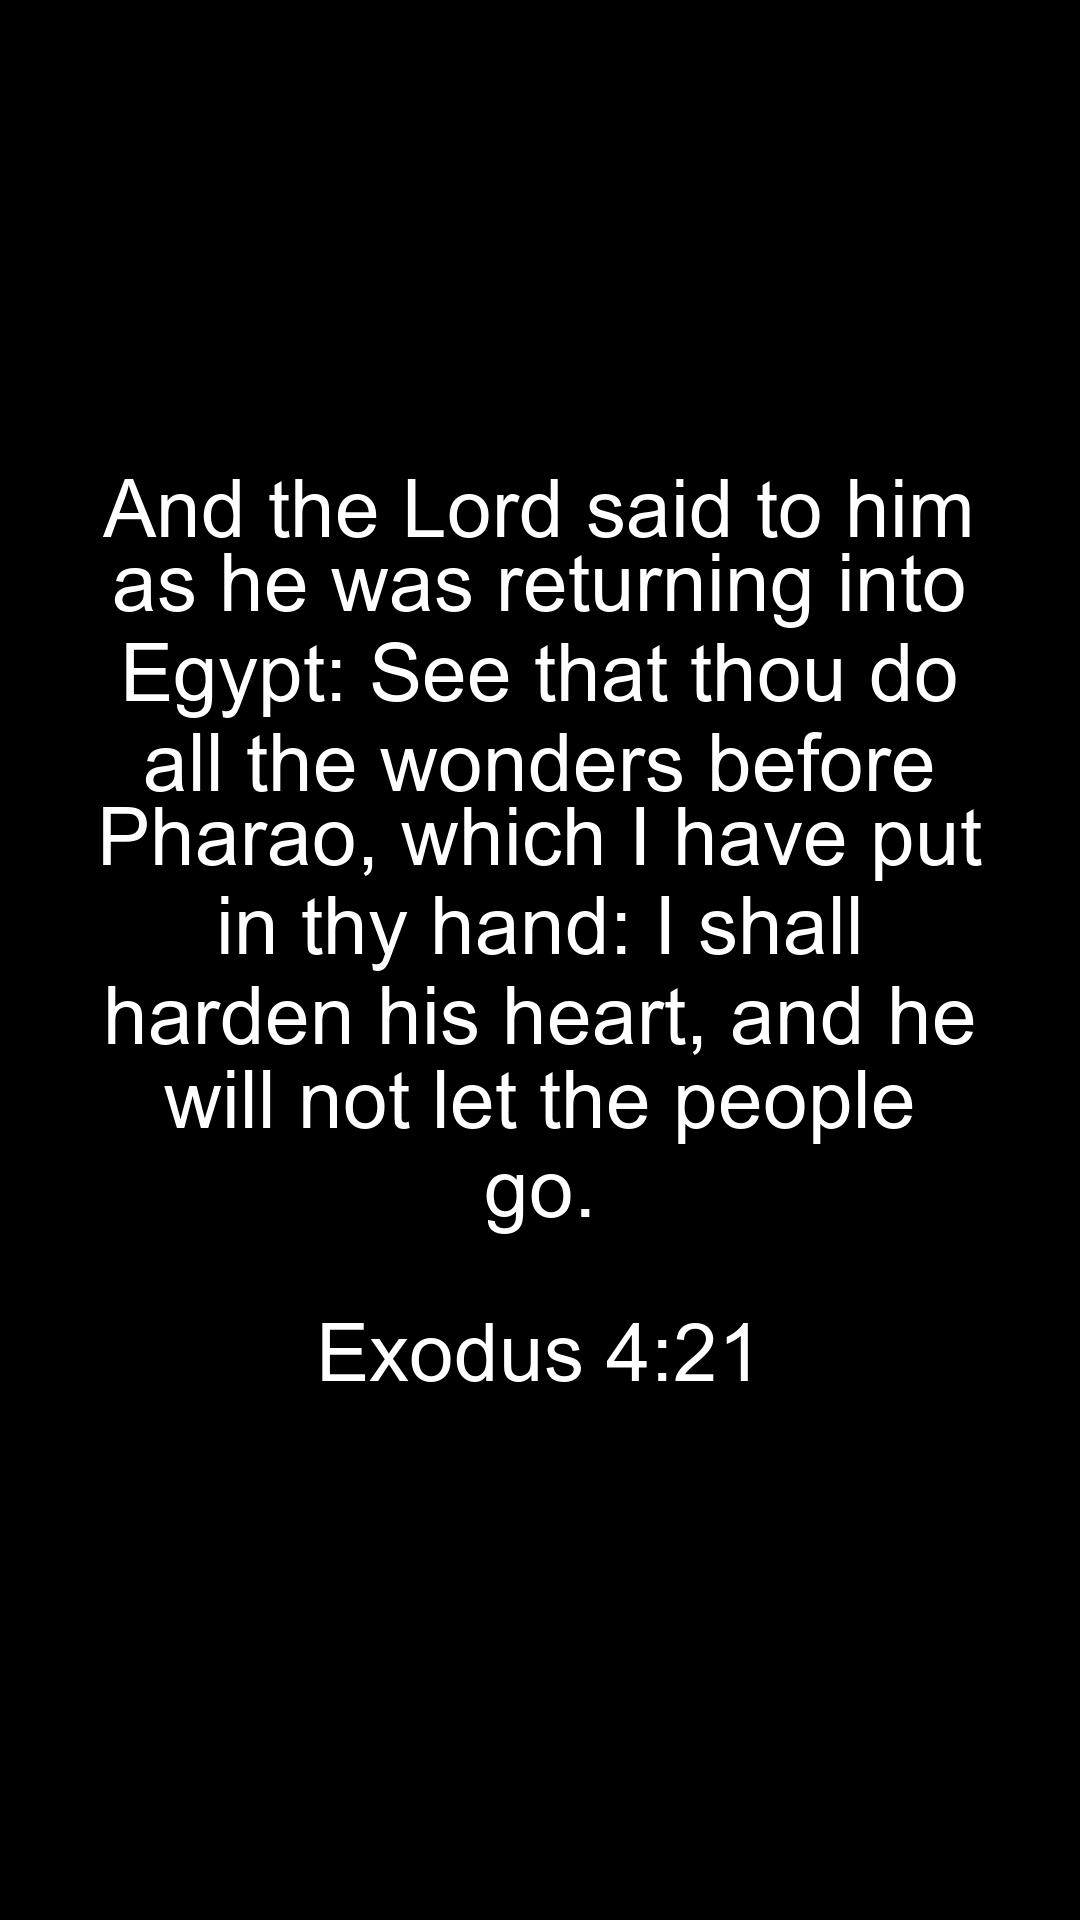 And the Lord said to him
as he was returning into
Egypt: See that thou do
all the wonders before
Pharao, which I have put
in thy hand: I shall
harden his heart, and he
will not let the people
go.
Exodus 4:21